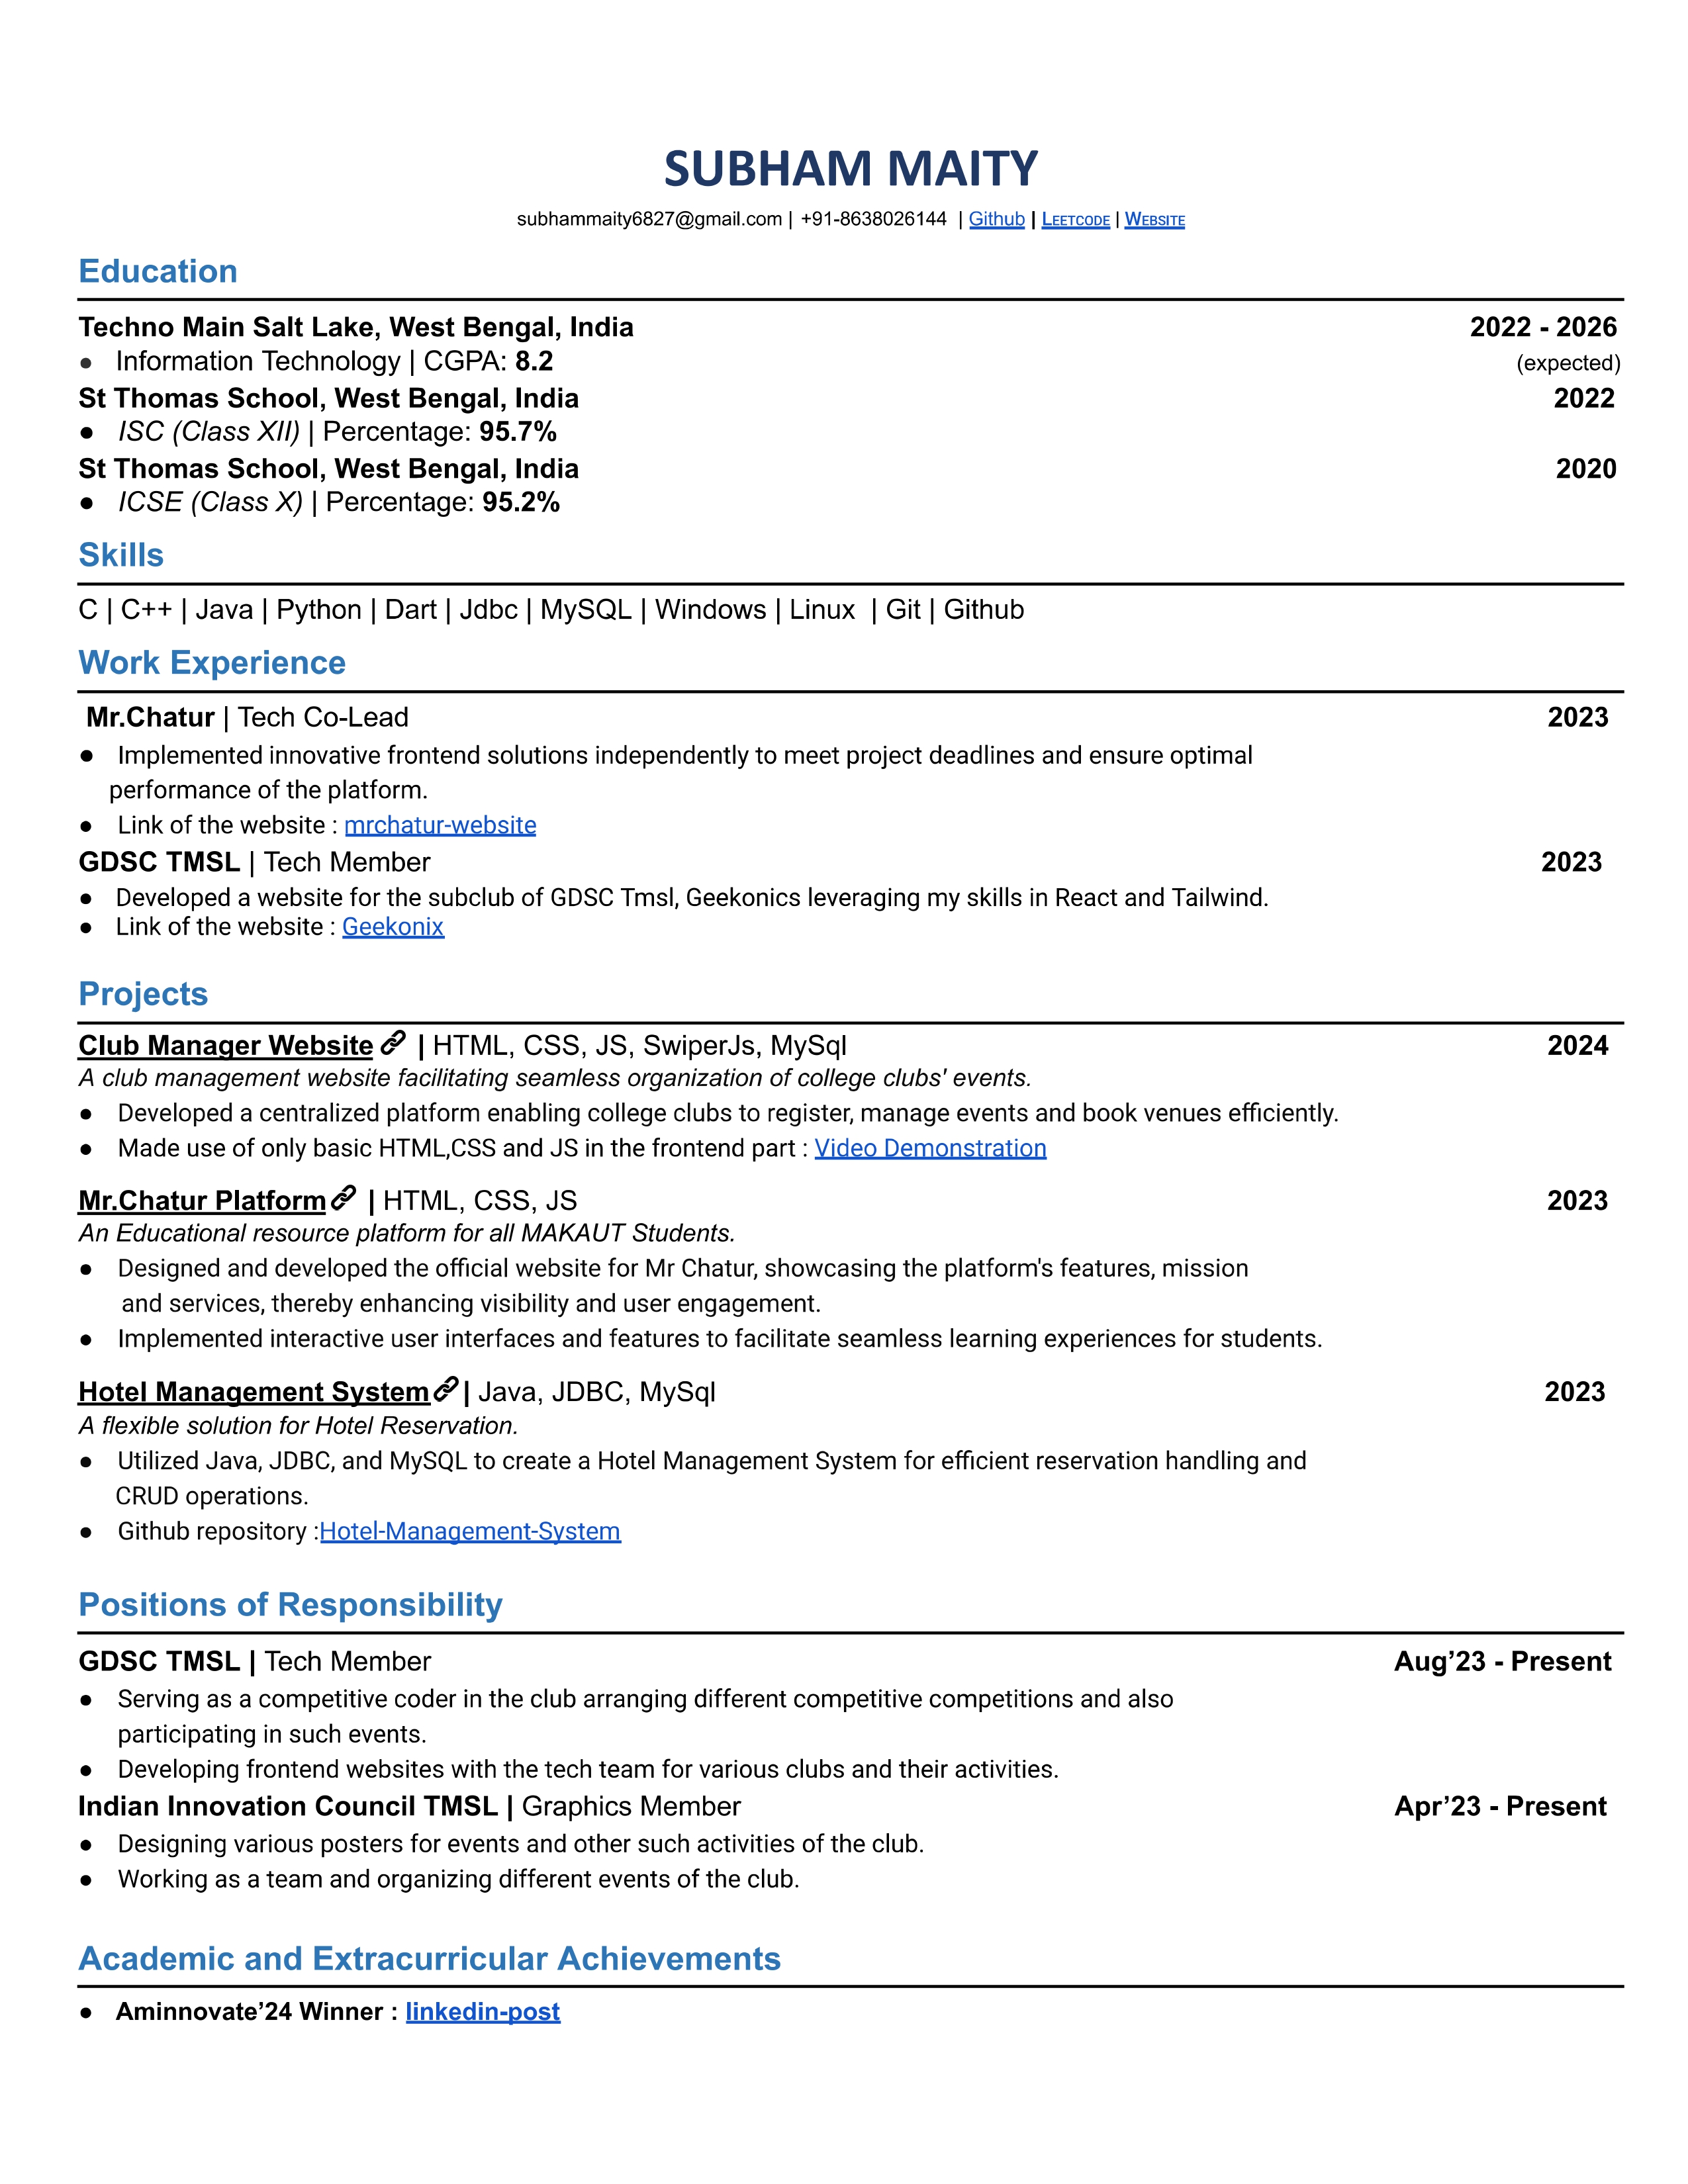 SUBHAM MAITY
subhammaity6827@gmail.com | +91-8638026144 | Github | LEETCODE | WEBSITE
Education
Techno Main Salt Lake, West Bengal, India 2022 - 2026
● Information Technology | CGPA: 8.2 (expected)
St Thomas School, West Bengal, India 2022
● ISC (Class XII) | Percentage: 95.7%
St Thomas School, West Bengal, India 2020
● ICSE (Class X) | Percentage: 95.2%
Skills
C | C++ | Java | Python | Dart | Jdbc | MySQL | Windows | Linux | Git | Github
Work Experience
Mr.Chatur | Tech Co-Lead 2023
● Implemented innovative frontend solutions independently to meet project deadlines and ensure optimal
performance of the platform.
● Link of the website : mrchatur-website
GDSC TMSL | Tech Member 2023
● Developed a website for the subclub of GDSC Tmsl, Geekonics leveraging my skills in React and Tailwind.
● Link of the website : Geekonix
Projects
Club Manager Website | HTML, CSS, JS, SwiperJs, MySql 2024
A club management website facilitating seamless organization of college clubs' events.
● Developed a centralized platform enabling college clubs to register, manage events and book venues efficiently.
● Made use of only basic HTML,CSS and JS in the frontend part : Video Demonstration
Mr.Chatur Platform | HTML, CSS, JS 2023
An Educational resource platform for all MAKAUT Students.
● Designed and developed the official website for Mr Chatur, showcasing the platform's features, mission
and services, thereby enhancing visibility and user engagement.
● Implemented interactive user interfaces and features to facilitate seamless learning experiences for students.
Hotel Management System | Java, JDBC, MySql 2023
A flexible solution for Hotel Reservation.
● Utilized Java, JDBC, and MySQL to create a Hotel Management System for efficient reservation handling and
CRUD operations.
● Github repository :Hotel-Management-System
Positions of Responsibility
GDSC TMSL | Tech Member Aug’23 - Present
● Serving as a competitive coder in the club arranging different competitive competitions and also
participating in such events.
● Developing frontend websites with the tech team for various clubs and their activities.
Indian Innovation Council TMSL | Graphics Member Apr’23 - Present
● Designing various posters for events and other such activities of the club.
● Working as a team and organizing different events of the club.
Academic and Extracurricular Achievements
● Aminnovate’24 Winner : linkedin-post